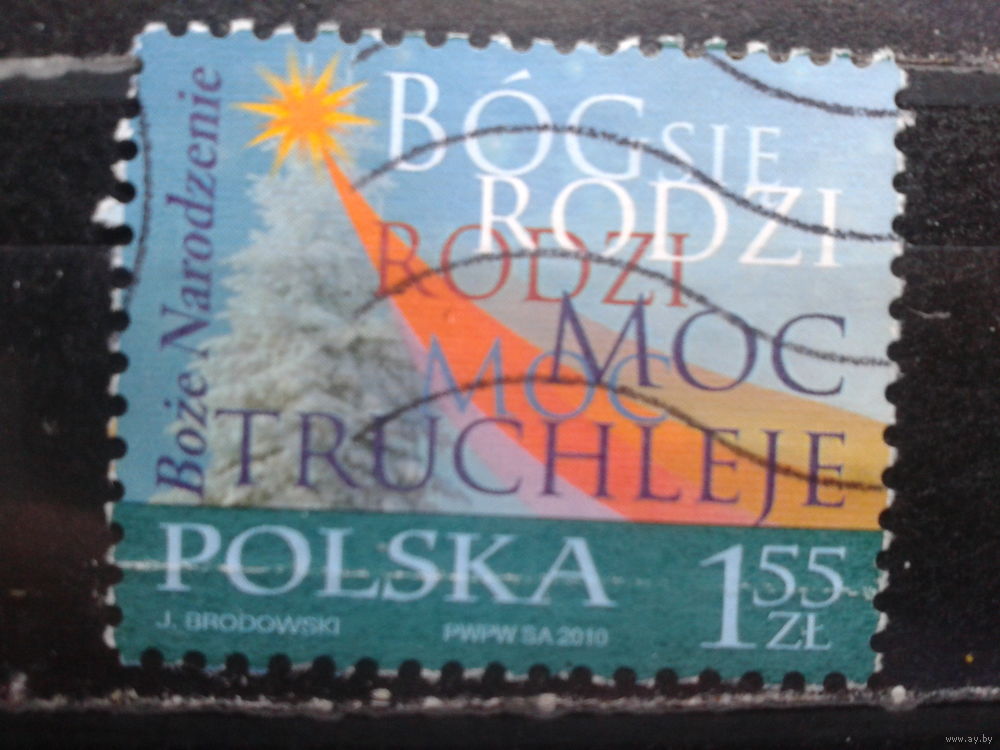 Boże Narodzenie
BÓG SIĘ
RODZI
RODZI
MOC
MOC
TRUCHLEJE
POLSKA
1 55 ZŁ
J. BRODOWSKI
PWPW SA 2010
www.ay.by